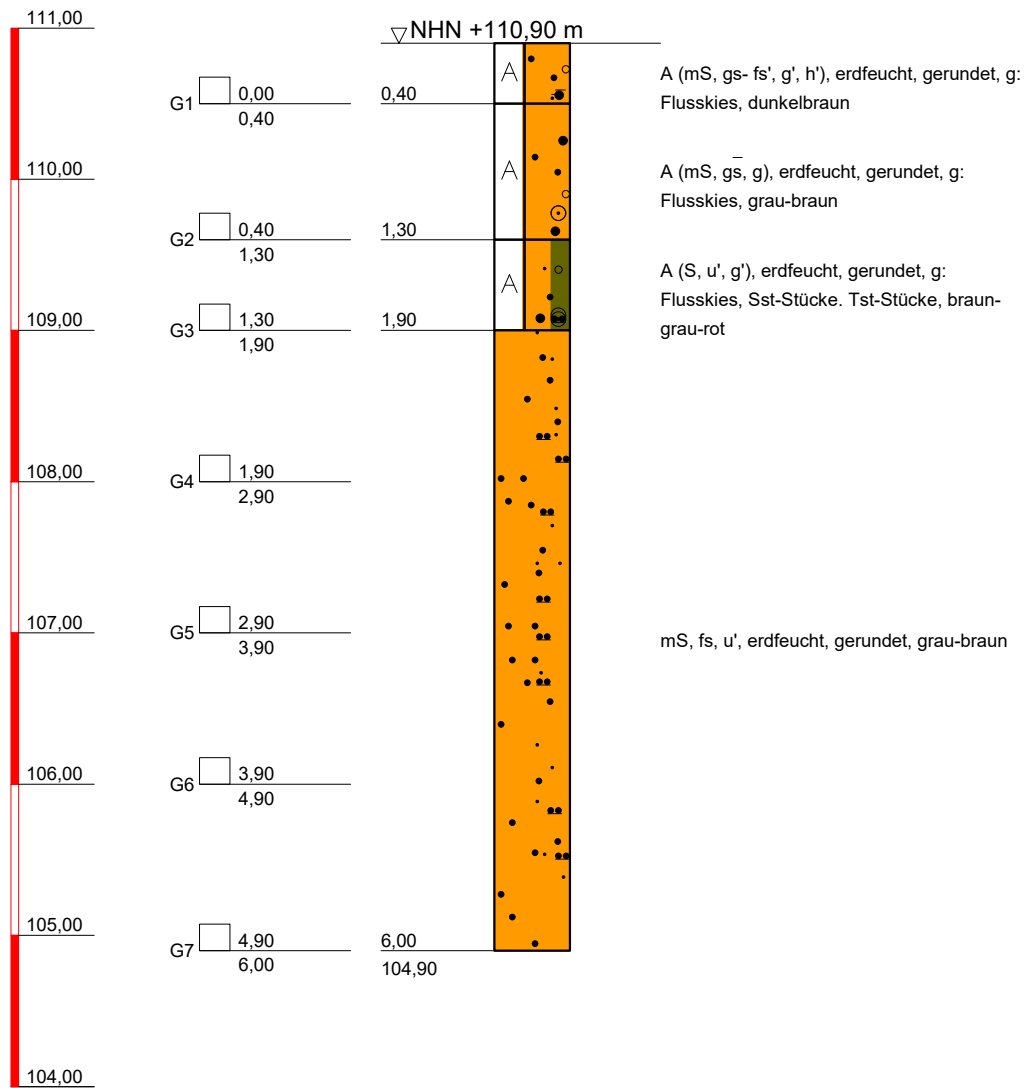 111,00
NHN +110,90 m
A
A (mS, gs- fs', g', h'), erdfeucht, gerundet, g:
Flusskies, dunkelbraun
G1
0,00
0,40
0,40
110,00
A
A (mS, gs̅, g), erdfeucht, gerundet, g:
Flusskies, grau-braun
G2
0,40
1,30
1,30
A
A (S, u', g'), erdfeucht, gerundet, g:
Flusskies, Sst-Stücke. Tst-Stücke, braun-
grau-rot
109,00
G3
1,30
1,90
1,90
108,00
G4
1,90
2,90
107,00
G5
2,90
3,90
mS, fs, u', erdfeucht, gerundet, grau-braun
106,00
G6
3,90
4,90
105,00
G7
4,90
6,00
6,00
104,90
104,00